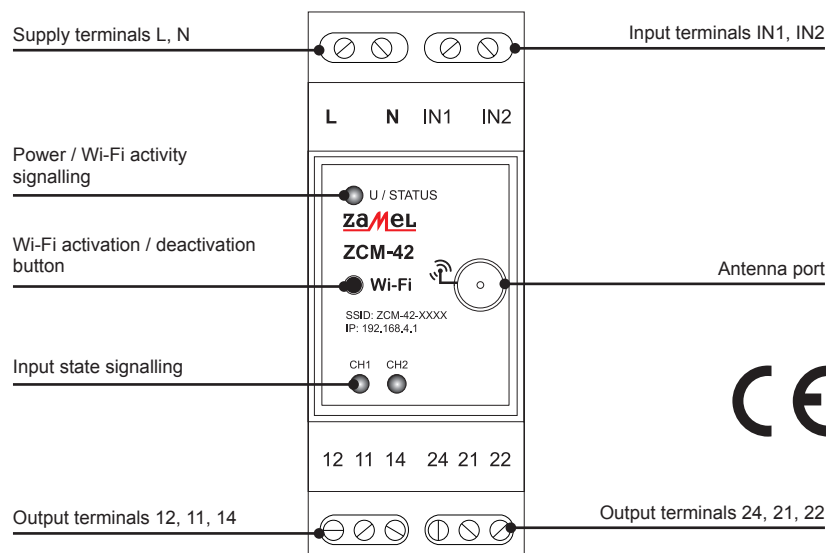 Supply terminals L, N
Input terminals IN1, IN2
L N IN1 IN2
Power / Wi-Fi activity
signalling
U / STATUS
zamel
ZCM-42
Wi-Fi activation / deactivation
button
Wi-Fi
Antenna port
SSID: ZCM-42-XXXX
IP: 192.168.4.1
Input state signalling
CH1 CH2
CE
12 11 14 24 21 22
Output terminals 12, 11, 14
Output terminals 24, 21, 22